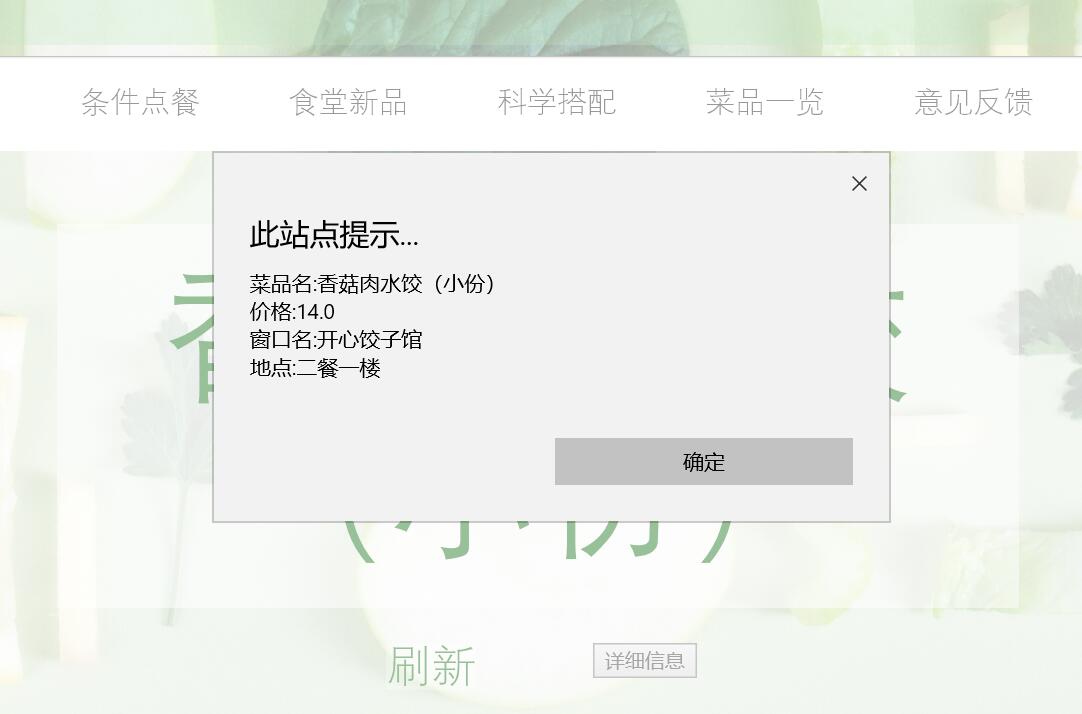 条件点餐 食堂新品 科学搭配 菜品一览 意见反馈
此站点提示...
菜品名:香菇肉水饺（小份）
价格:14.0
窗口名:开心饺子馆
地点:二餐一楼
确定
（小份）
刷新 详细信息